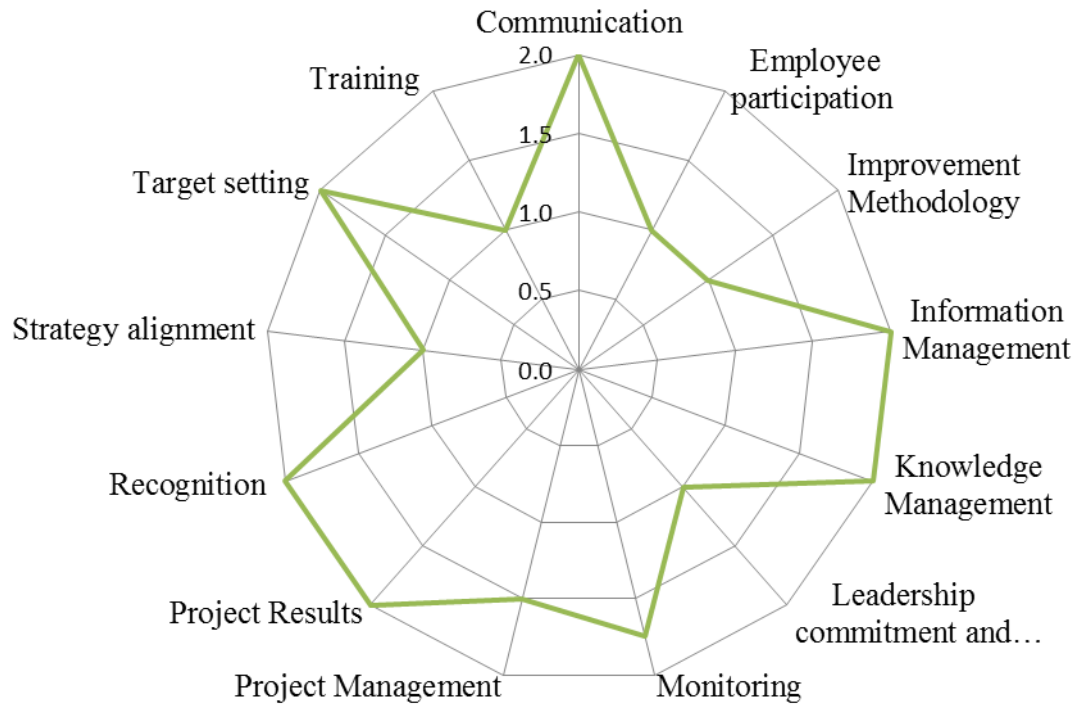 Communication
Employee
participation
Improvement
Methodology
Information
Management
Knowledge
Management
Leadership
commitment and…
Monitoring
Project Management
Project Results
Recognition
Strategy alignment
Target setting
Training
2.0
1.5
1.0
0.5
0.0